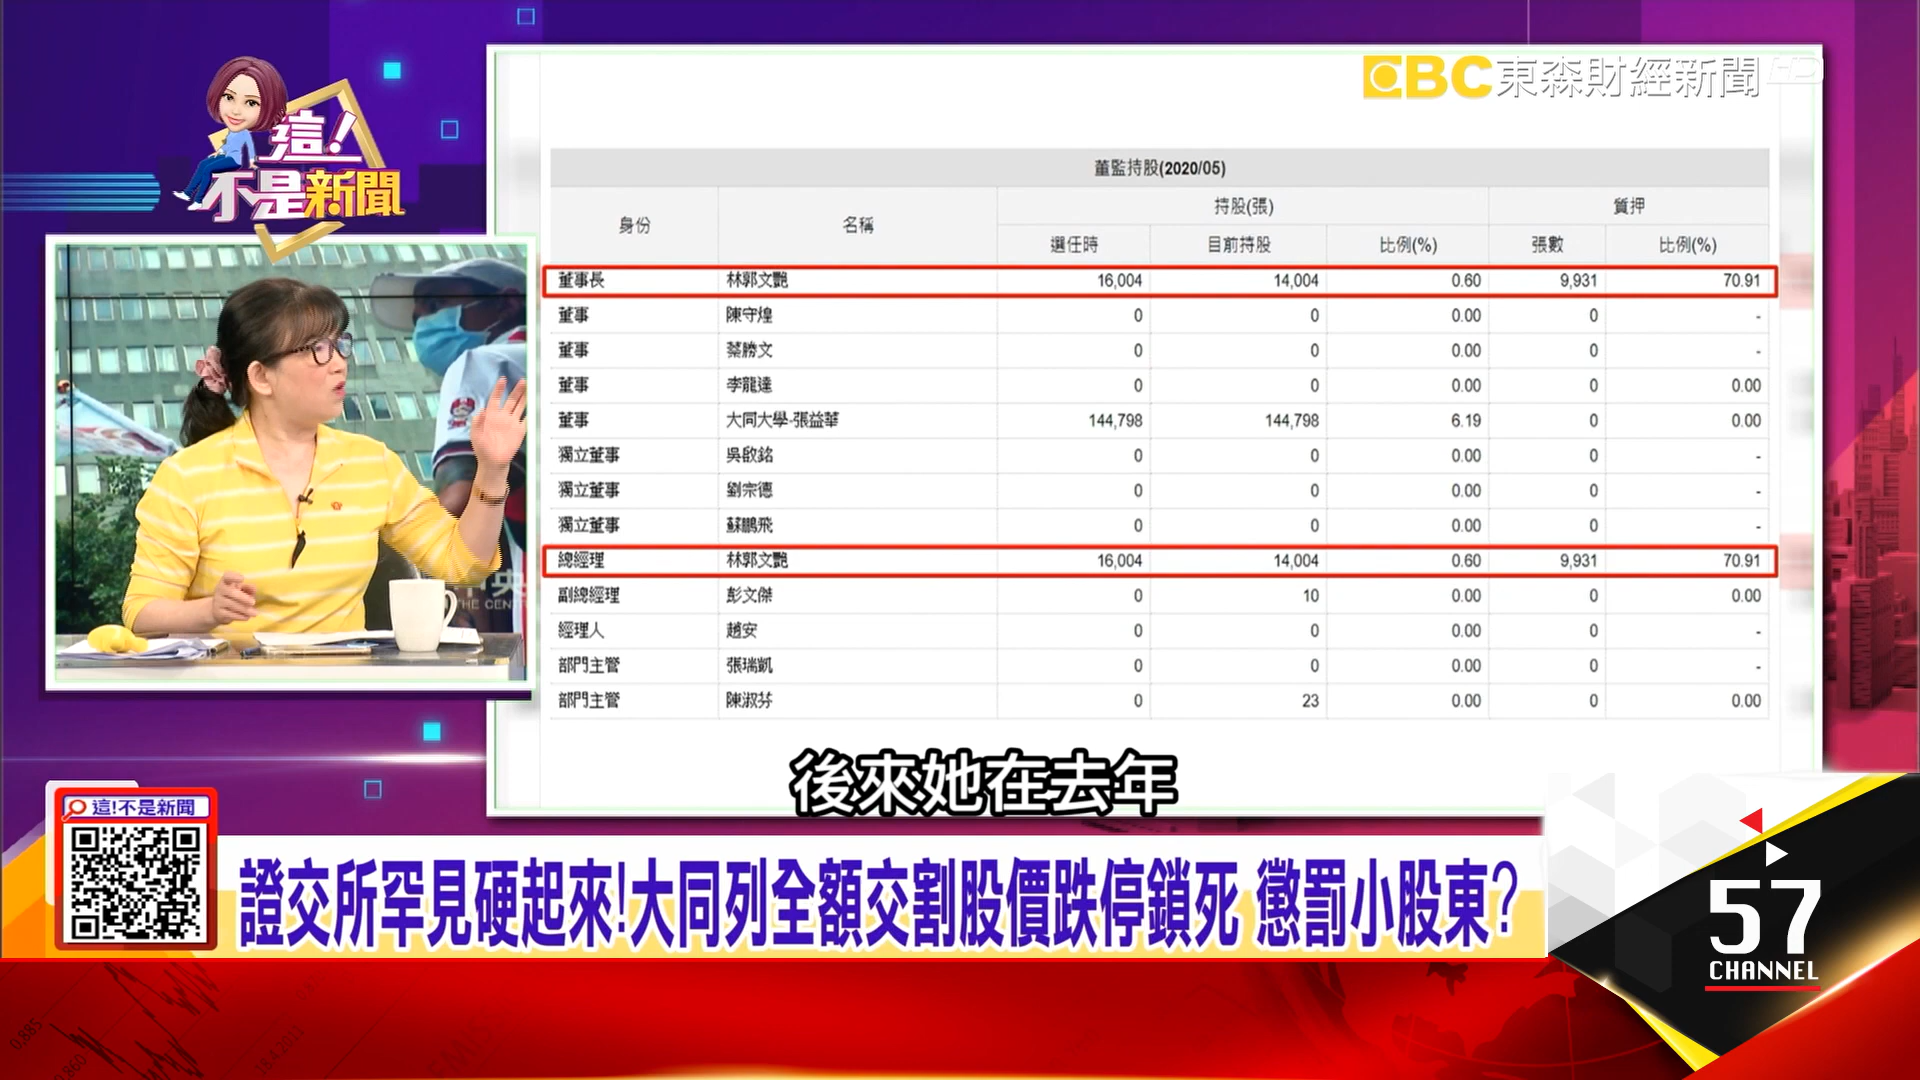 EBC東森財經新聞HD
這!
不是新聞
董監持股(2020/05)
身份 名稱 持股(張) 質押
選任時 目前持股 比例(%) 張數 比例(%)
董事長 林郭文艷 16,004 14,004 0.60 9,931 70.91
董事 陳守煌 0 0 0.00 0 -
董事 蔡勝文 0 0 0.00 0 -
董事 李龍達 0 0 0.00 0 0.00
董事 大同大學-張益華 144,798 144,798 6.19 0 0.00
獨立董事 吳啟銘 0 0 0.00 0 -
獨立董事 劉宗德 0 0 0.00 0 -
獨立董事 蘇鵬飛 0 0 0.00 0 -
總經理 林郭文艷 16,004 14,004 0.60 9,931 70.91
副總經理 彭文傑 0 10 0.00 0 0.00
經理人 趙安 0 0 0.00 0 -
部門主管 張瑞凱 0 0 0.00 0 -
部門主管 陳淑芬 0 23 0.00 0 0.00
中央
THE CENT
後來她在去年
這!不是新聞
證交所罕見硬起來!大同列全額交割股價跌停鎖死 懲罰小股東?
57
CHANNEL